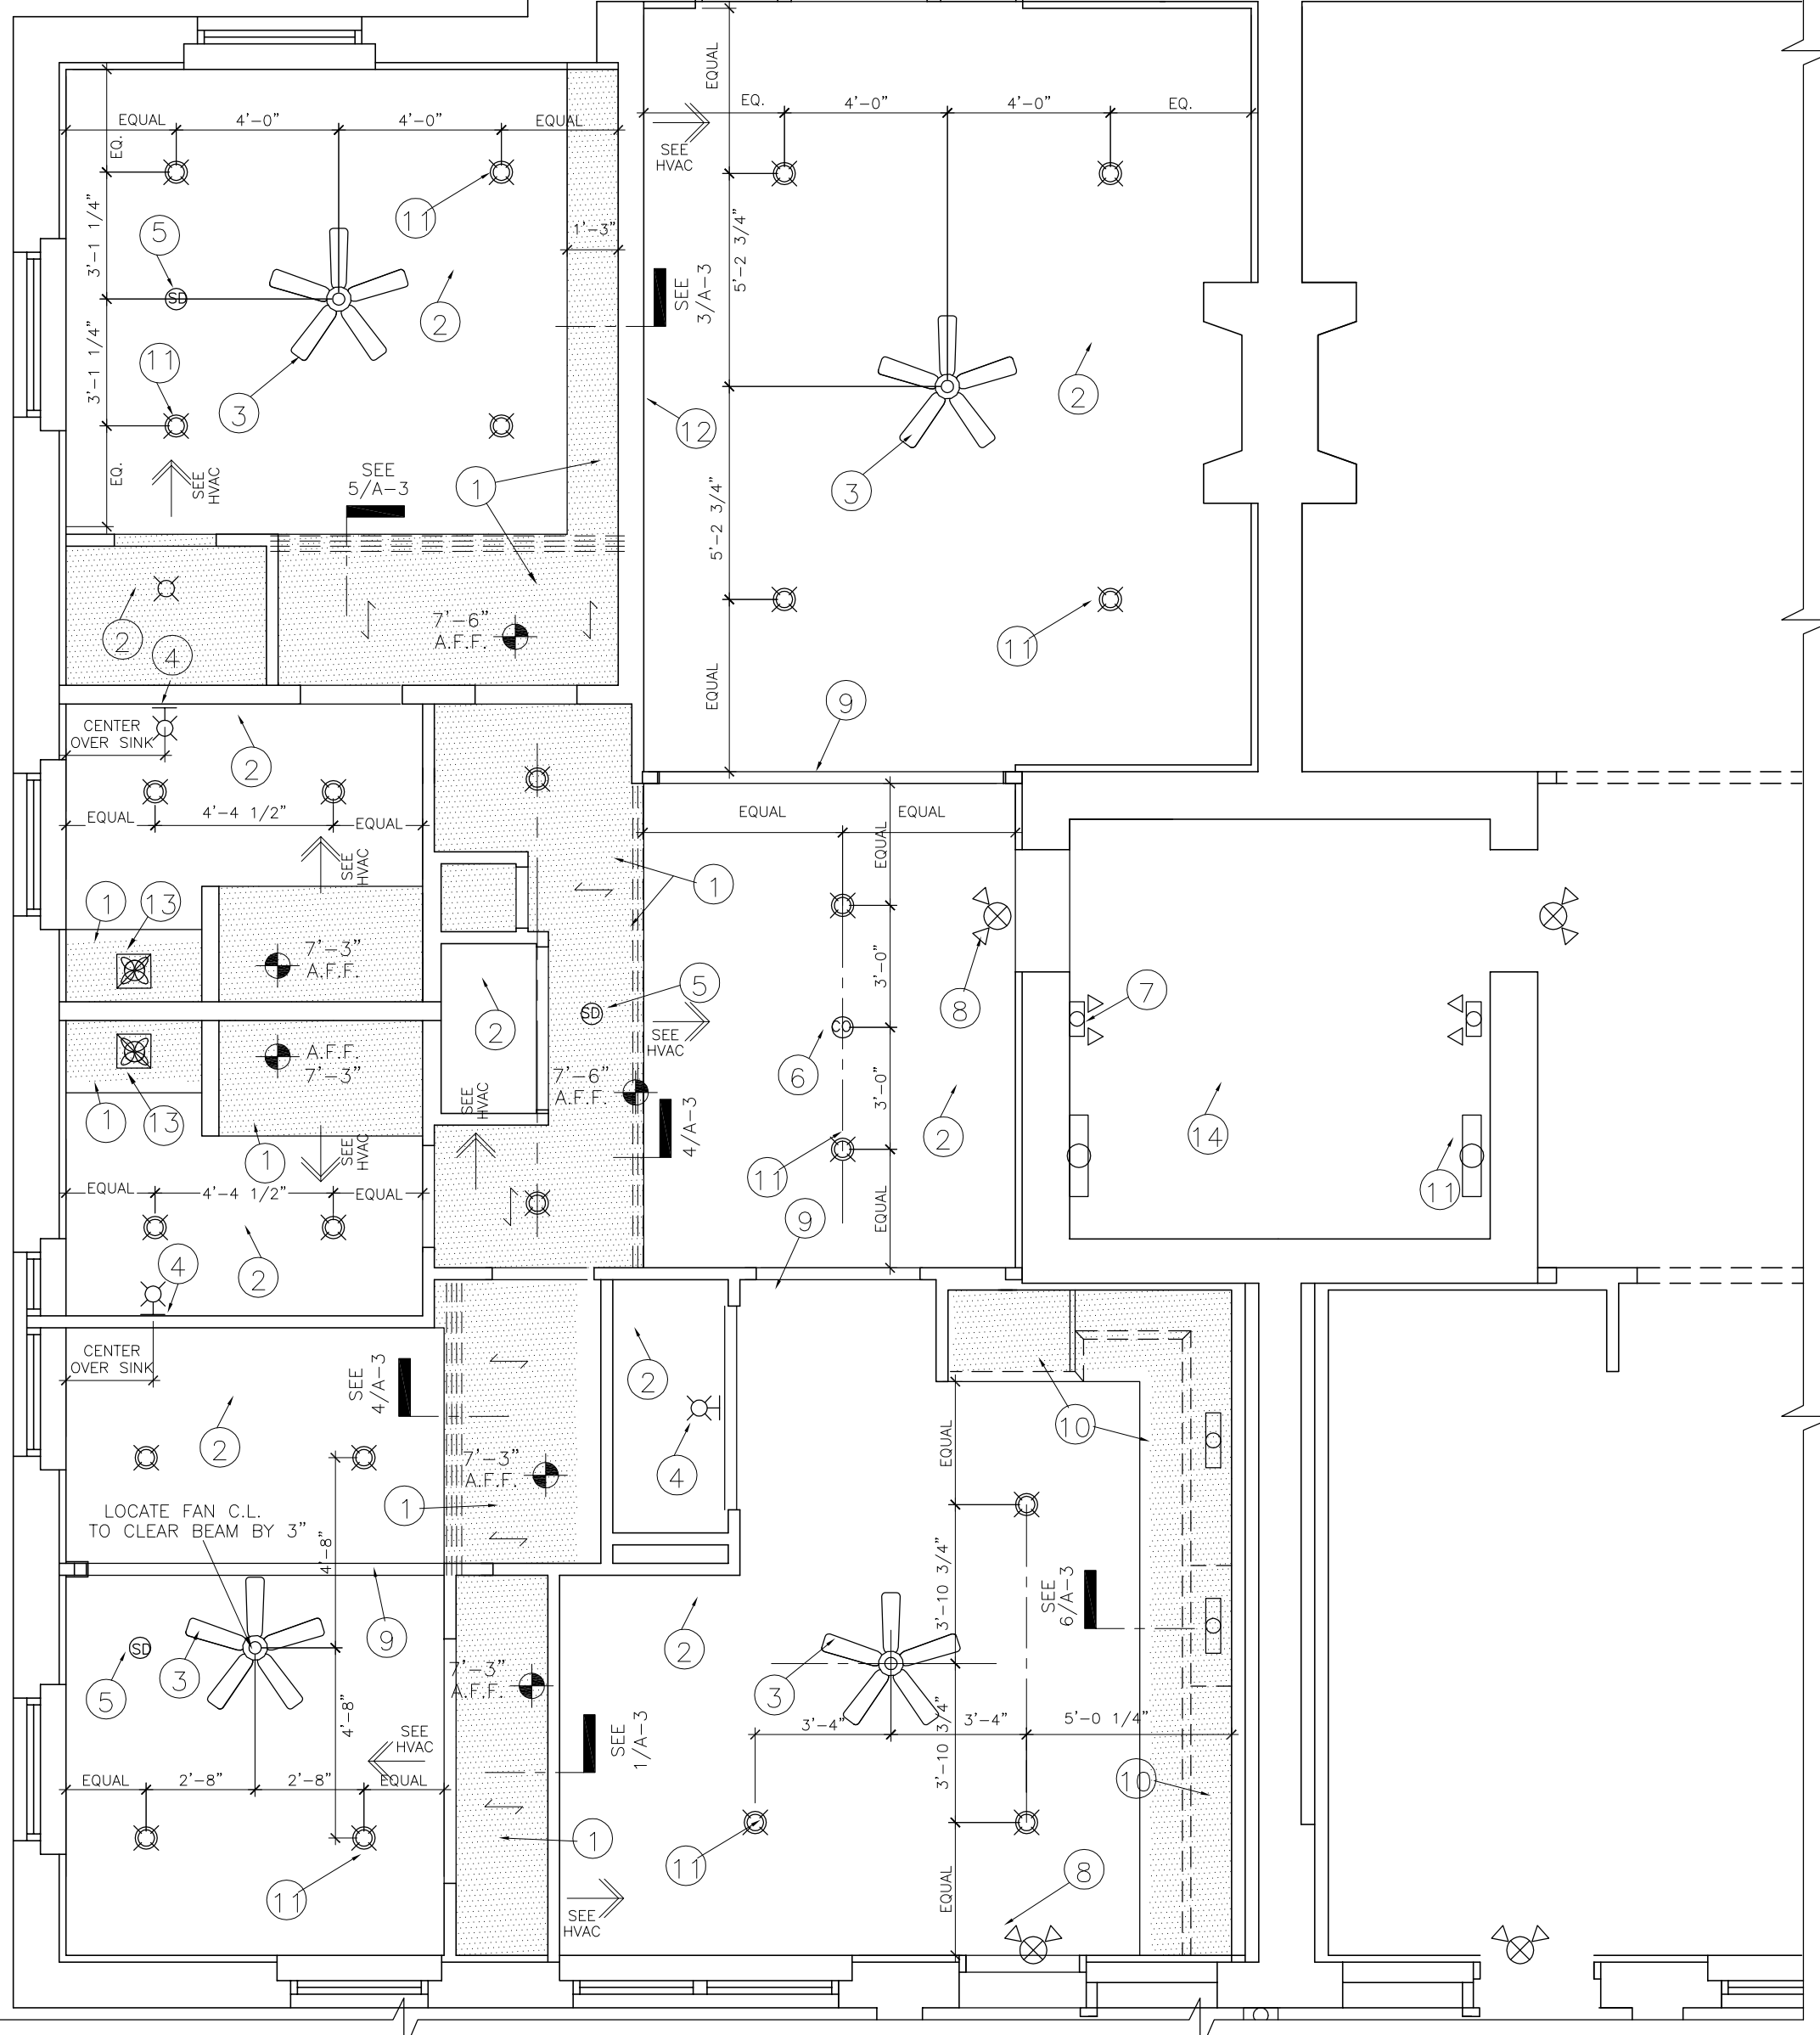 EQUAL
4'-0"
4'-0"
EQUAL
EQ.
3'-1 1/4"
3'-1 1/4"
EQ.
11
5
SD
2
1'-3"
11
3
SEE
HVAC
SEE
5/A-3
1
SEE
3/A-3
2
4
7'-6"
A.F.F.
EQUAL
EQ.
4'-0"
4'-0"
EQ.
SEE
HVAC
5'-2 3/4"
5'-2 3/4"
EQUAL
2
12
3
11
9
CENTER
OVER SINK
2
EQUAL
4'-4 1/2"
EQUAL
SEE
HVAC
1
13
7'-3"
A.F.F.
A.F.F.
7'-3"
1
13
1
SEE
HVAC
EQUAL
4'-4 1/2"
EQUAL
2
4
2
SEE
HVAC
1
5
SD
SEE
HVAC
7'-6"
A.F.F.
4/A-3
EQUAL
EQUAL
EQUAL
3'-0"
3'-0"
EQUAL
CO
6
8
2
11
9
7
14
11
CENTER
OVER SINK
SEE
4/A-3
2
7'-3"
A.F.F.
1
LOCATE FAN C.L.
TO CLEAR BEAM BY 3"
4'-8"
4'-8"
9
SD
5
3
SEE
HVAC
EQUAL
2'-8"
2'-8"
EQUAL
11
7'-3"
A.F.F.
SEE
1/A-3
1
SEE
HVAC
2
4
10
EQUAL
3'-10 3/4"
3'-10 3/4"
EQUAL
SEE
6/A-3
2
3
3'-4"
3'-4"
5'-0 1/4"
10
11
8